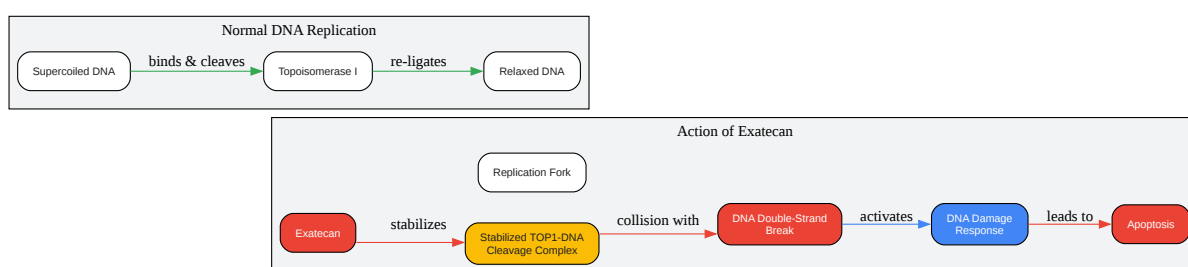 Normal DNA Replication
Supercoiled DNA
binds & cleaves
Topoisomerase I
re-ligates
Relaxed DNA
Action of Exatecan
Replication Fork
Exatecan
stabilizes
Stabilized TOP1-DNA
Cleavage Complex
collision with
DNA Double-Strand
Break
activates
DNA Damage
Response
leads to
Apoptosis